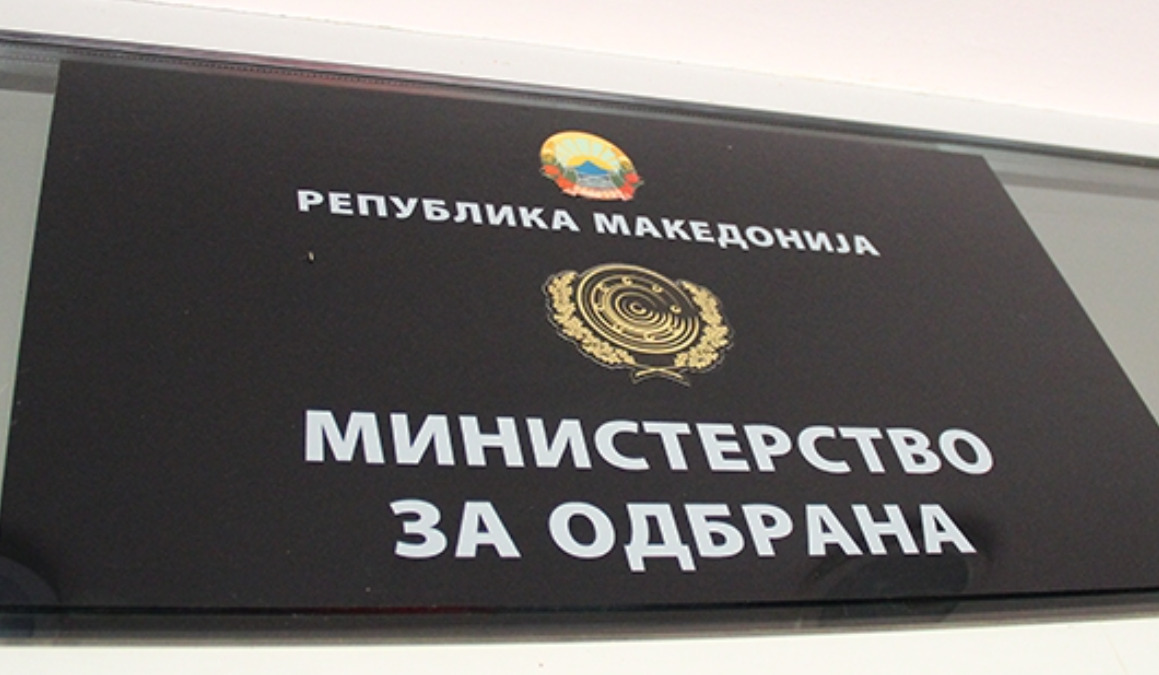 РЕПУБЛИКА МАКЕДОНИЈА
МИНИСТЕРСТВО
ЗА ОДБРАНА